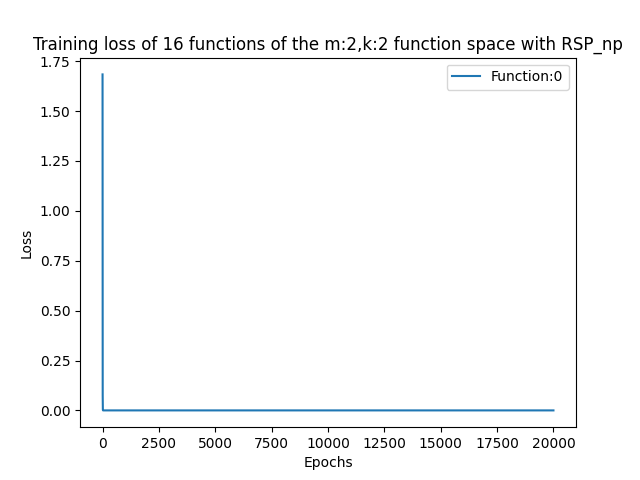 Training loss of 16 functions of the m:2,k:2 function space with RSP_np
Function:0
Loss
1.75
1.50
1.25
1.00
0.75
0.50
0.25
0.00
0 2500 5000 7500 10000 12500 15000 17500 20000
Epochs